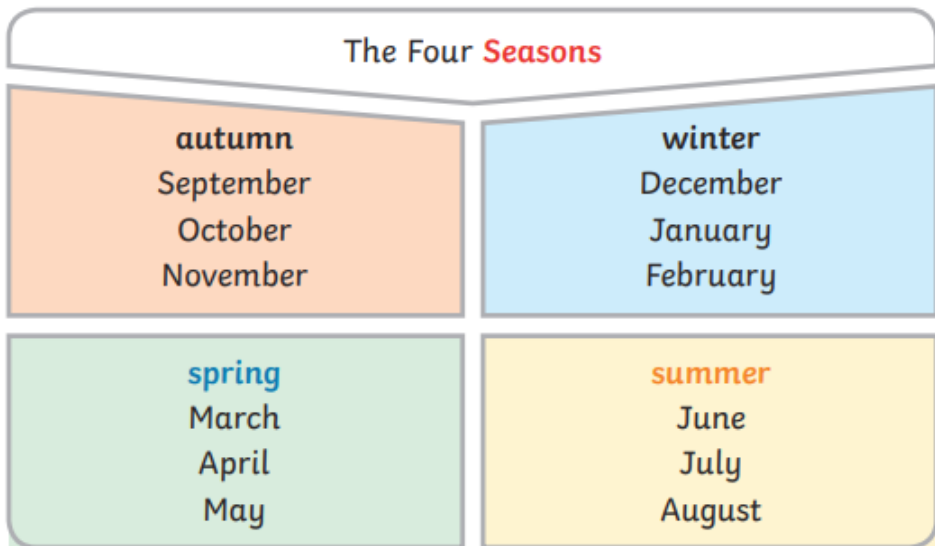 The Four Seasons
autumn
September
October
November
winter
December
January
February
spring
March
April
May
summer
June
July
August